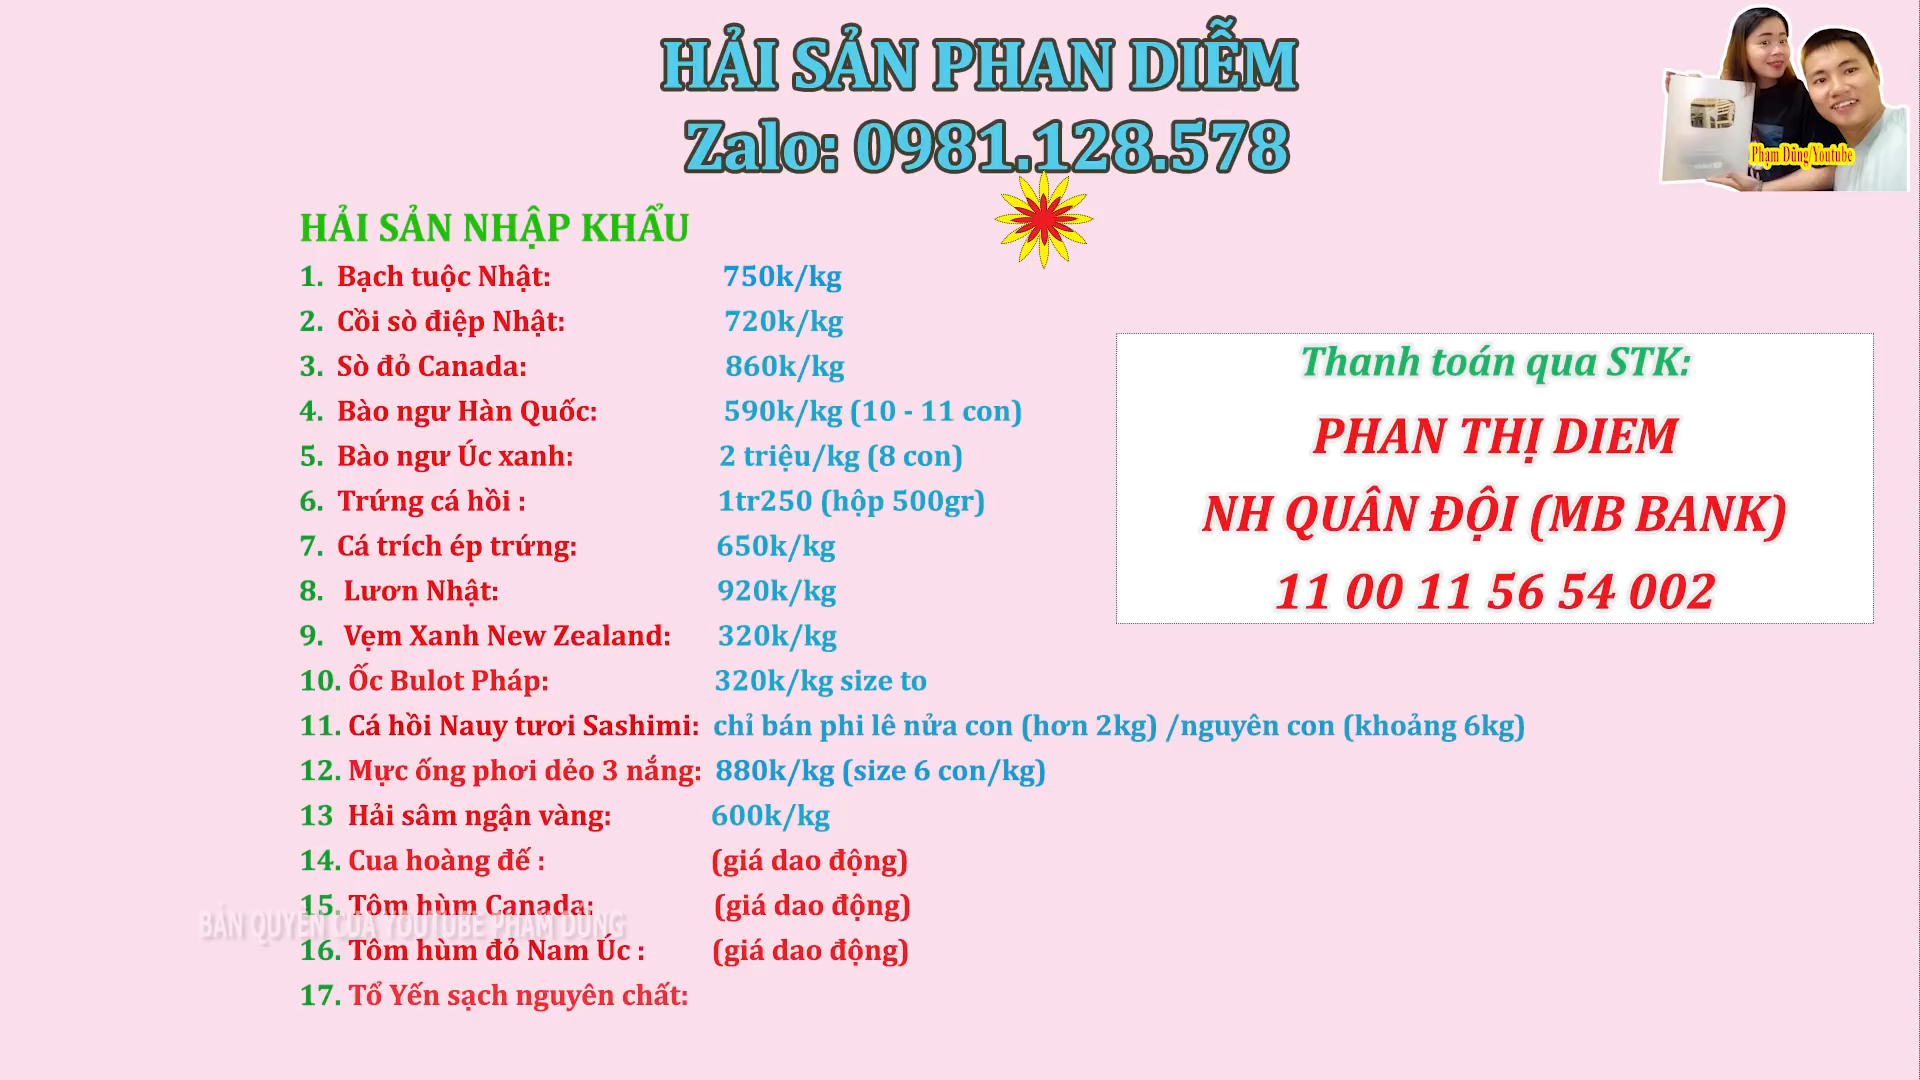 HẢI SẢN PHAN DIỄM
Zalo: 0981.128.578
Phạm Dũng/Youtube
HẢI SẢN NHẬP KHẨU
1. Bạch tuộc Nhật: 750k/kg
2. Cồi sò điệp Nhật: 720k/kg
3. Sò đỏ Canada: 860k/kg
4. Bào ngư Hàn Quốc: 590k/kg (10 - 11 con)
5. Bào ngư Úc xanh: 2 triệu/kg (8 con)
6. Trứng cá hồi : 1tr250 (hộp 500gr)
7. Cá trích ép trứng: 650k/kg
8. Lươn Nhật: 920k/kg
9. Vẹm Xanh New Zealand: 320k/kg
10. Ốc Bulot Pháp: 320k/kg size to
11. Cá hồi Nauy tươi Sashimi: chỉ bán phi lê nửa con (hơn 2kg) /nguyên con (khoảng 6kg)
12. Mực ống phơi dẻo 3 nắng: 880k/kg (size 6 con/kg)
13 Hải sâm ngận vàng: 600k/kg
14. Cua hoàng đế : (giá dao động)
15. Tôm hùm Canada: (giá dao động)
BẢN QUYỀN CỦA YOUTUBE PHẠM DŨNG
16. Tôm hùm đỏ Nam Úc : (giá dao động)
17. Tổ Yến sạch nguyên chất:
Thanh toán qua STK:
PHAN THỊ DIEM
NH QUÂN ĐỘI (MB BANK)
11 00 11 56 54 002